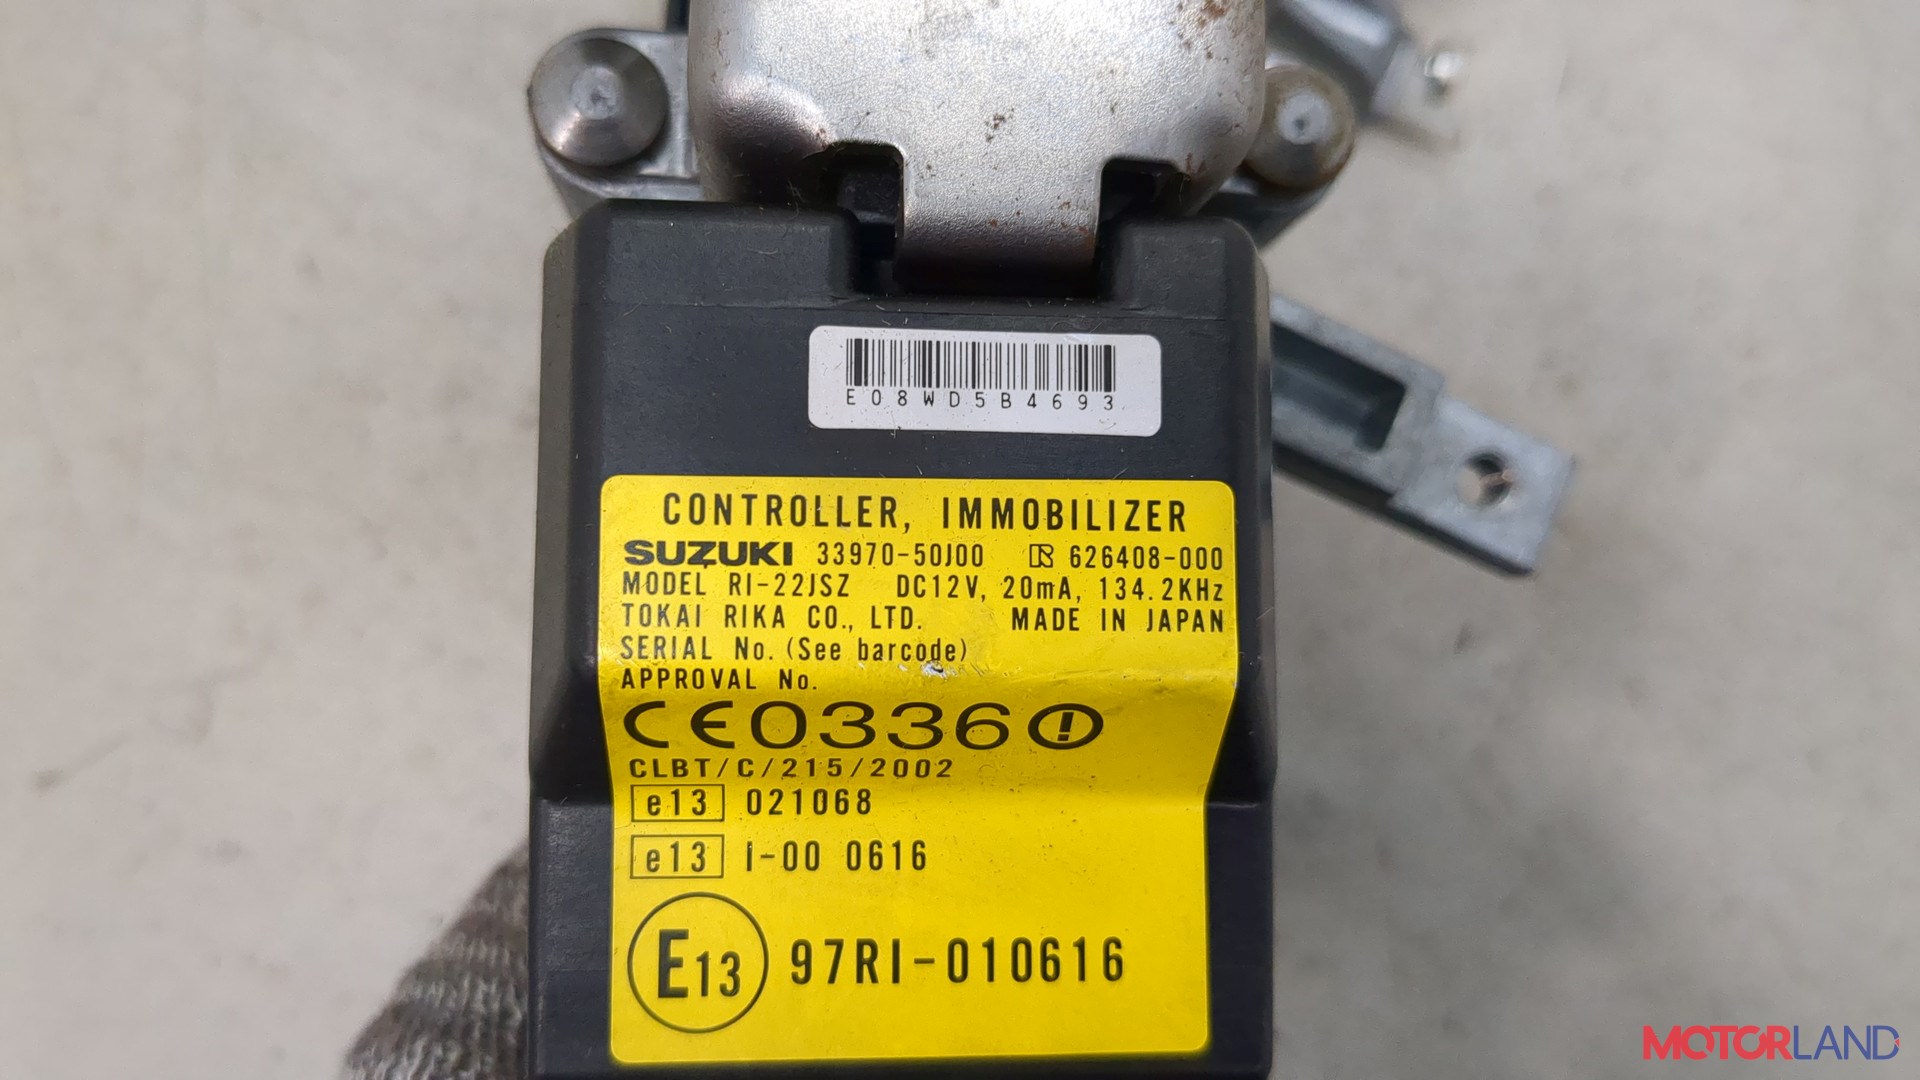 E08WD5B4693
CONTROLLER, IMMOBILIZER
SUZUKI 33970-50J00 R 626408-000
MODEL RI-22JSZ DC12V, 20mA, 134.2KHz
TOKAI RIKA CO., LTD. MADE IN JAPAN
SERIAL No. (See barcode)
APPROVAL No.
CE0336!
CLBT/C/215/2002
e13 021068
e13 I-00 0616
E13 97RI-010616
MOTORLAND